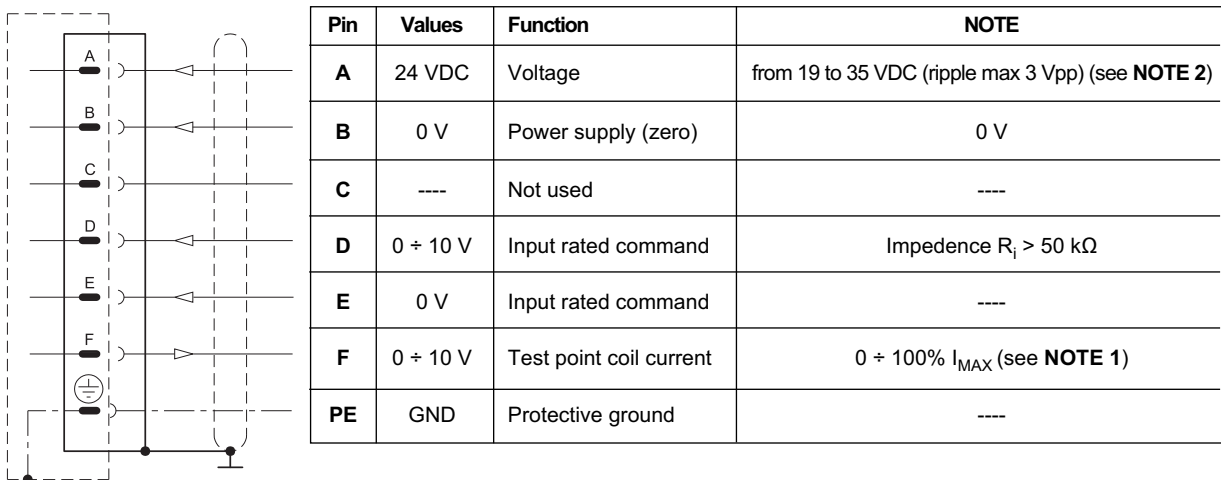 A
B
C
D
E
F
Pin Values Function NOTE
A 24 VDC Voltage from 19 to 35 VDC (ripple max 3 Vpp) (see NOTE 2)
B 0 V Power supply (zero) 0 V
C ---- Not used ----
D 0 ÷ 10 V Input rated command Impedence Ri > 50 kΩ
E 0 V Input rated command ----
F 0 ÷ 10 V Test point coil current 0 ÷ 100% IMAX (see NOTE 1)
PE GND Protective ground ----